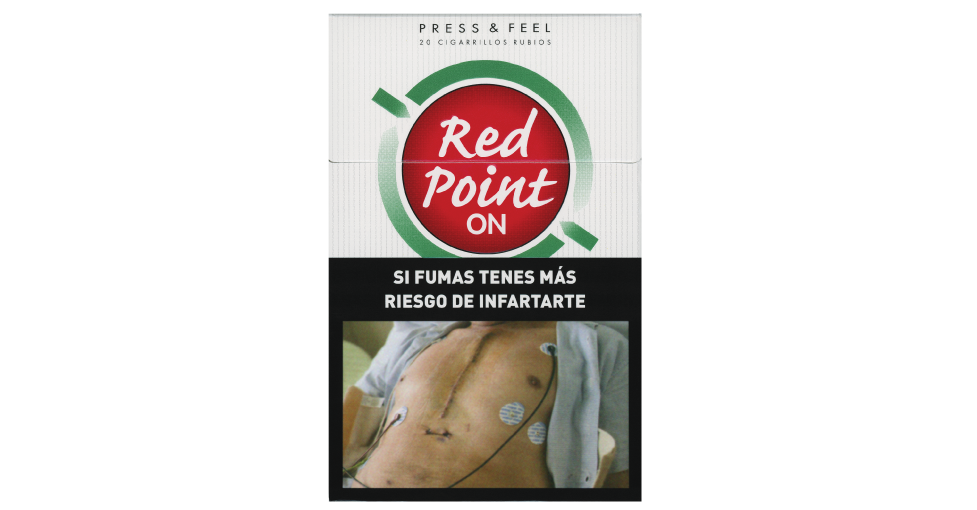 PRESS & FEEL
20 CIGARRILLOS RUBIOS
Red
Point
ON
SI FUMAS TENES MÁS
RIESGO DE INFARTARTE